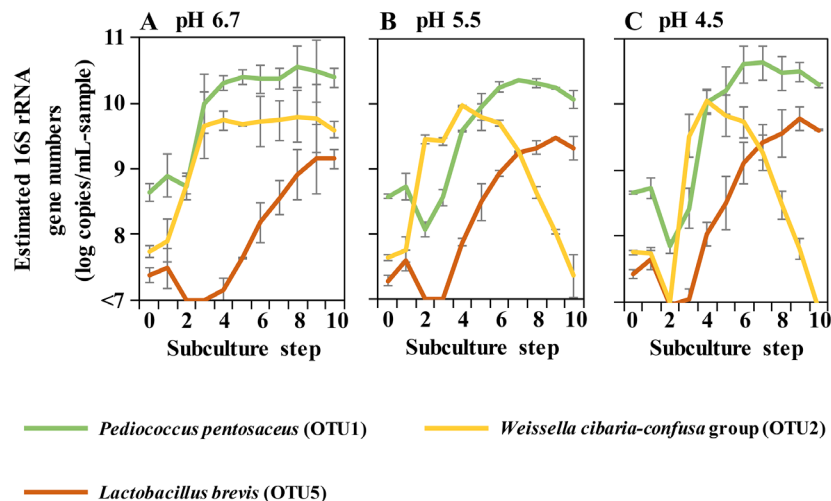 A pH 6.7
B pH 5.5
C pH 4.5
Estimated 16S rRNA
gene numbers
(log copies/mL-sample)
11
10
9
8
<7
0 2 4 6 8 10
0 2 4 6 8 10
0 2 4 6 8 10
Subculture step
Subculture step
Subculture step
Pediococcus pentosaceus (OTU1)
Weissella cibaria-confusa group (OTU2)
Lactobacillus brevis (OTU5)